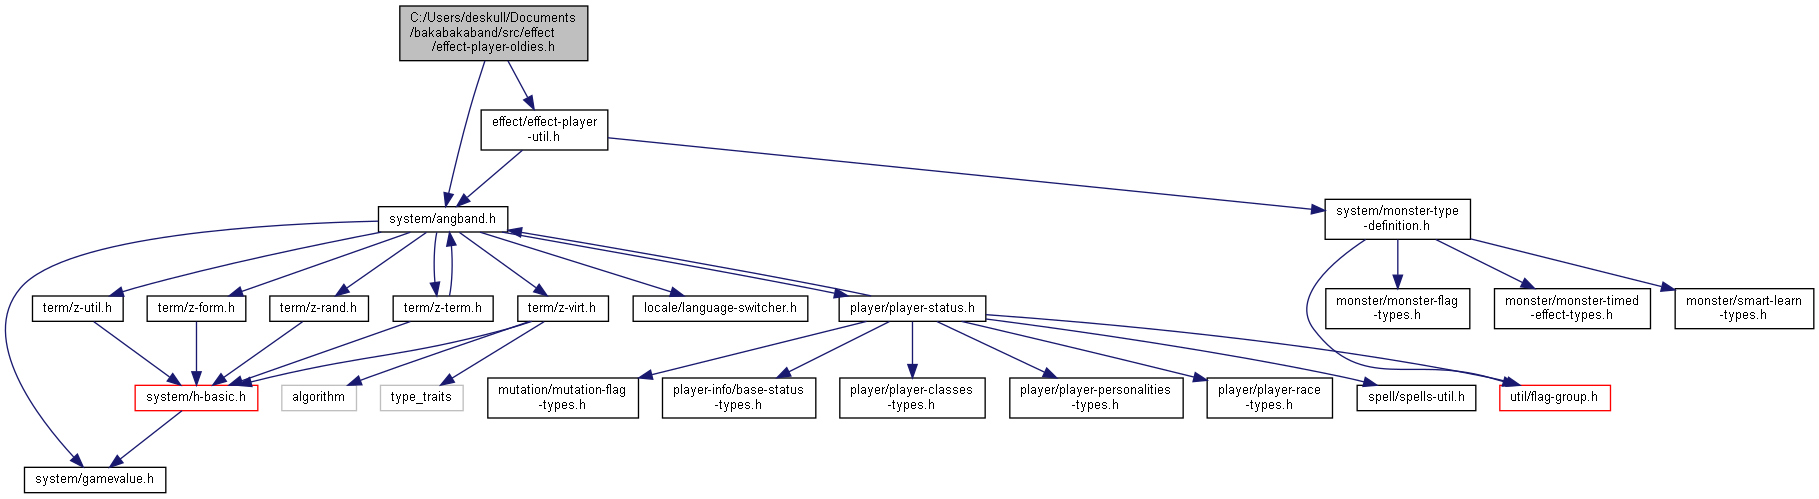 C:/Users/deskull/Documents
/bakabakaband/src/effect
/effect-player-oldies.h
effect/effect-player
-util.h
system/angband.h
system/monster-type
-definition.h
term/z-util.h
term/z-form.h
term/z-rand.h
term/z-term.h
term/z-virt.h
locale/language-switcher.h
player/player-status.h
monster/monster-flag
-types.h
monster/monster-timed
-effect-types.h
monster/smart-learn
-types.h
system/h-basic.h
algorithm
type_traits
mutation/mutation-flag
-types.h
player-info/base-status
-types.h
player/player-classes
-types.h
player/player-personalities
-types.h
player/player-race
-types.h
spell/spells-util.h
util/flag-group.h
system/gamevalue.h